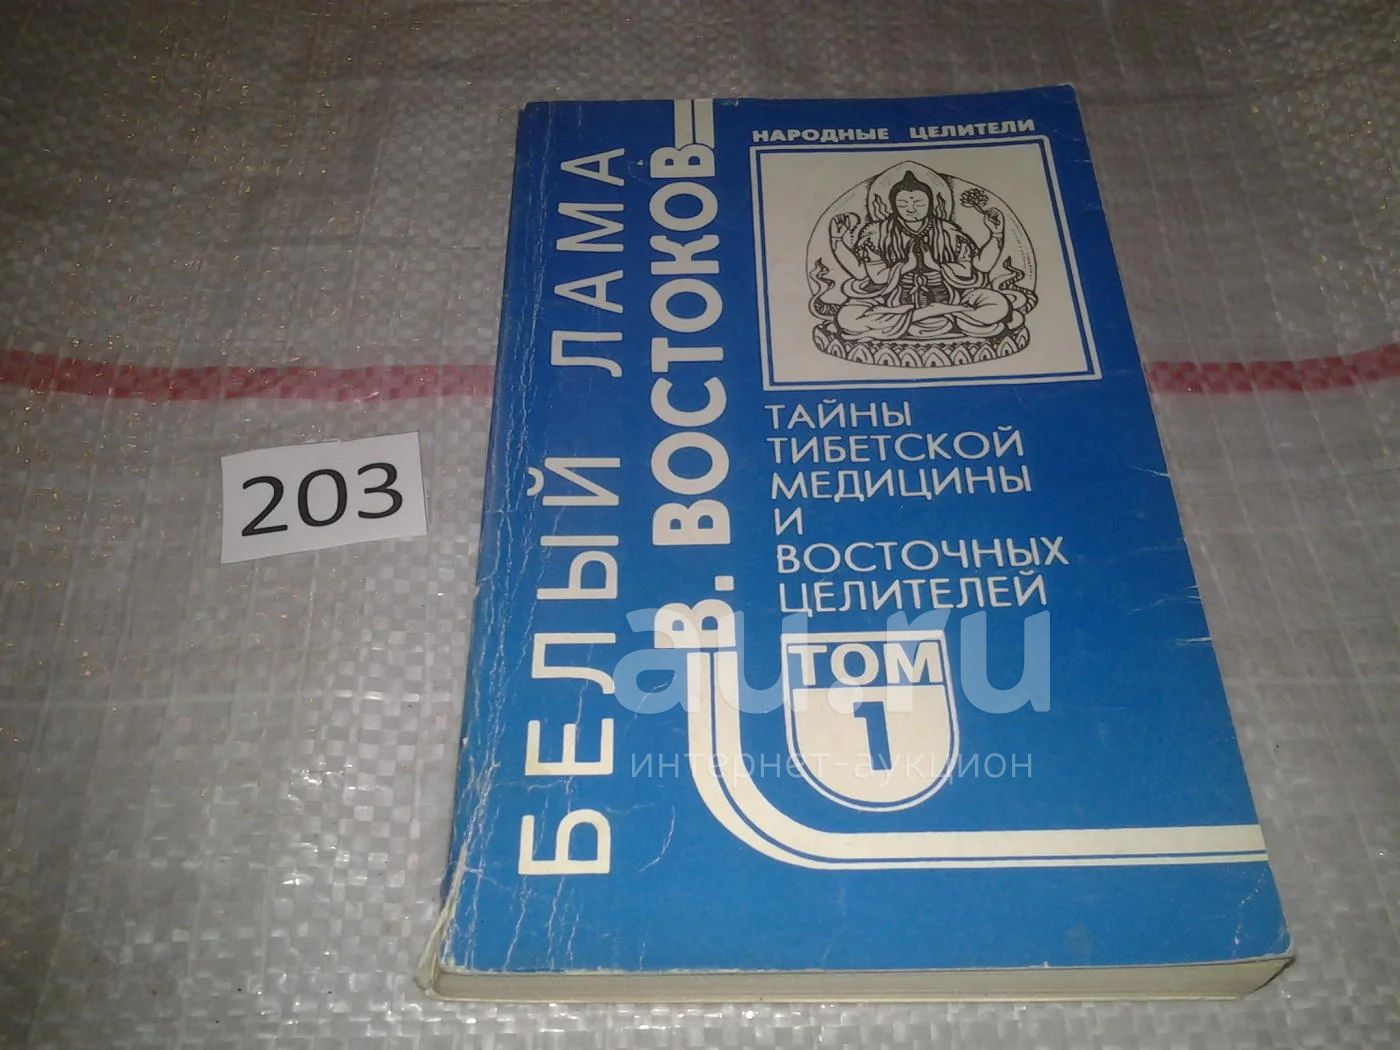 203
БЕЛЫЙ ЛАМА
В. ВОСТОКОВ
НАРОДНЫЕ ЦЕЛИТЕЛИ
ТАЙНЫ
ТИБЕТСКОЙ
МЕДИЦИНЫ
И
ВОСТОЧНЫХ
ЦЕЛИТЕЛЕЙ
ТОМ
1
au.ru
интернет-аукцион